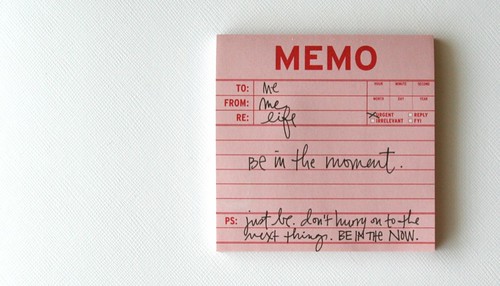 MEMO
TO: me
HOUR MINUTE SECOND
FROM: me
MONTH DAY YEAR
RE: life
URGENT REPLY
IRRELEVANT FYI
Be in the moment.
PS: just be. don't hurry on to the
next things. BE IN THE NOW.